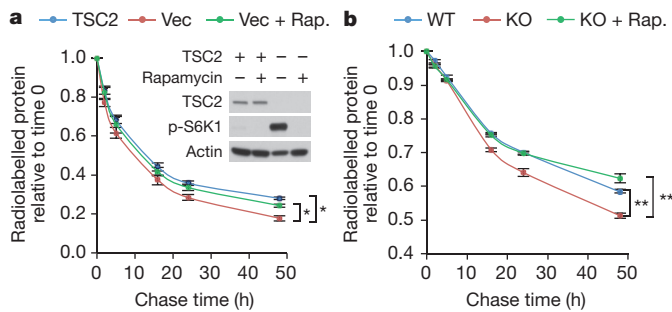 a
TSC2 Vec Vec + Rap.
Radiolabelled protein
relative to time 0
1.0
0.8
0.6
0.4
0.2
0.0
TSC2 + + – –
Rapamycin – + – +
TSC2
p-S6K1
Actin
*
*
0 10 20 30 40 50
Chase time (h)
b
WT KO KO + Rap.
Radiolabelled protein
relative to time 0
1.0
0.9
0.8
0.7
0.6
0.5
0.4
**
**
0 10 20 30 40 50
Chase time (h)